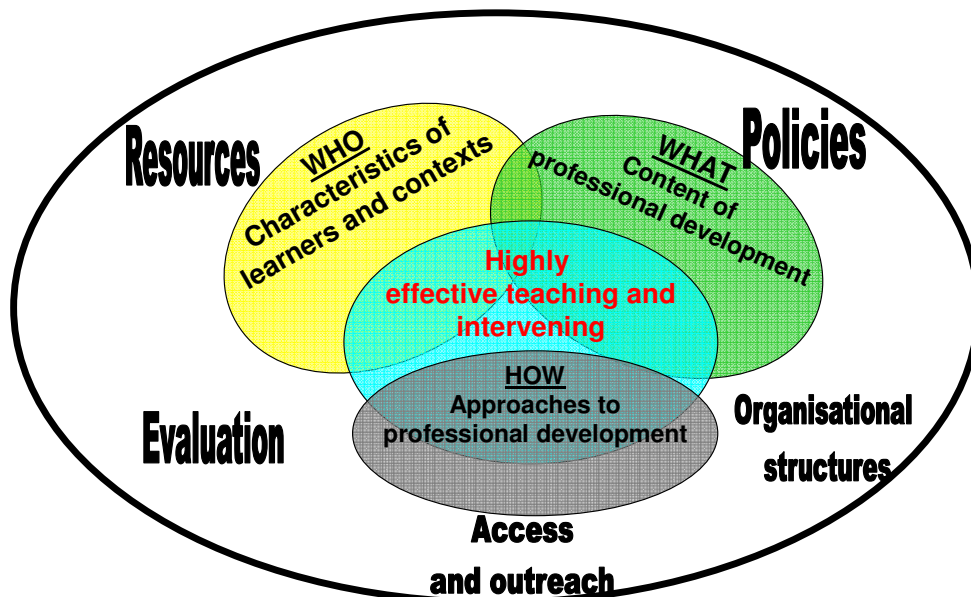 Resources
Policies
WHO
Characteristics of
learners and contexts
WHAT
Content of
professional development
Highly
effective teaching and
intervening
HOW
Approaches to
professional development
Evaluation
Organisational
structures
Access
and outreach